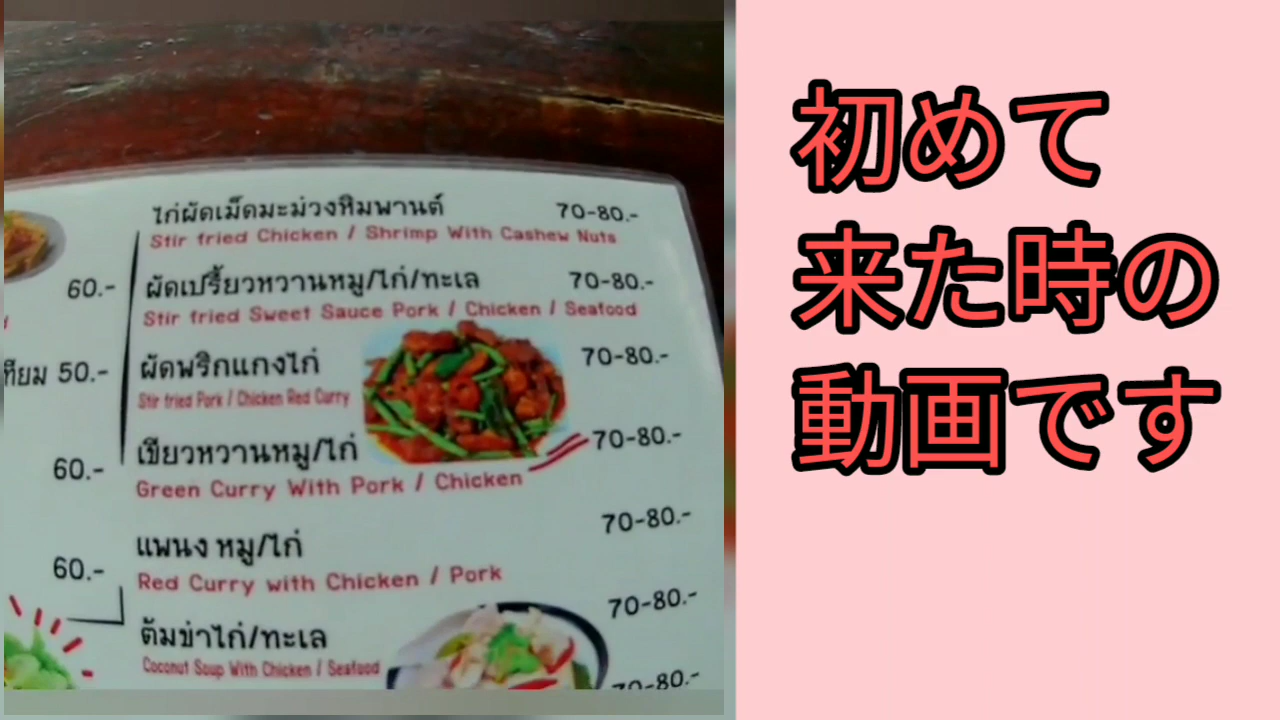 ไก่ผัดเม็ดมะม่วงหิมพานต์ 70-80.-
Stir fried Chicken / Shrimp With Cashew Nuts
60.-
ผัดเปรี้ยวหวานหมู/ไก่/ทะเล 70-80.-
Stir fried Sweet Sauce Pork / Chicken / Seafood
50.-
ผัดพริกแกงไก่ 70-80.-
Stir fried Pork / Chicken Red Curry
60.-
เขียวหวานหมู/ไก่ 70-80.-
Green Curry With Pork / Chicken
60.-
แพนง หมู/ไก่ 70-80.-
Red Curry with Chicken / Pork
ต้มข่าไก่/ทะเล 70-80.-
Coconut Soup With Chicken / Seafood
70-80.-
初めて
来た時の
動画です